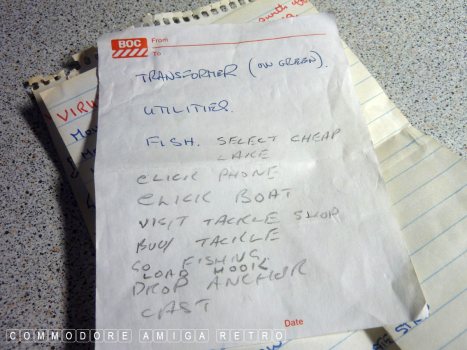 BOC From
To
TRANSFORMER (ON GREEN).
UTILITIES.
FISH. SELECT CHEAP
LAKE
CLICK PHONE
CLICK BOAT
VISIT TACKLE SHOP
BUY TACKLE
GO FISHING
LOAD HOOK
DROP ANCHOR
CAST
Date
VIRU
COMMODORE AMIGA RETRO